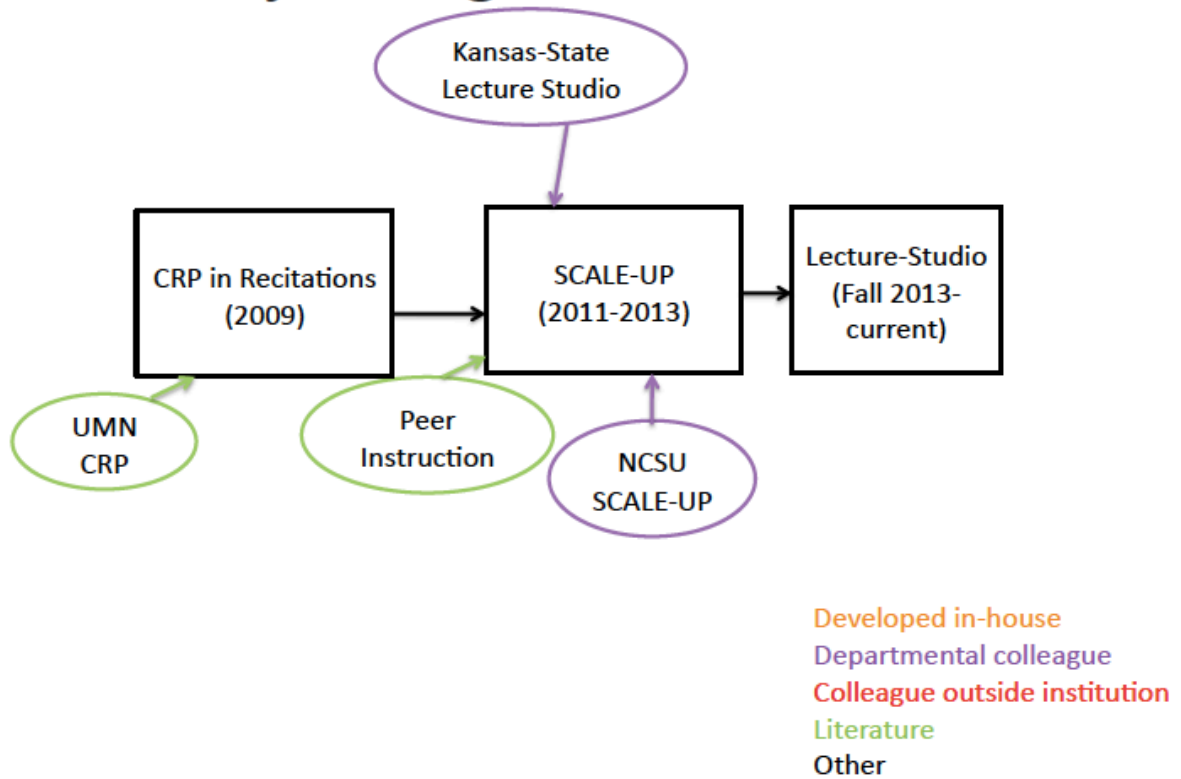 Kansas-State
Lecture Studio
CRP in Recitations
(2009)
SCALE-UP
(2011-2013)
Lecture-Studio
(Fall 2013-
current)
UMN
CRP
Peer
Instruction
NCSU
SCALE-UP
Developed in-house
Departmental colleague
Colleague outside institution
Literature
Other